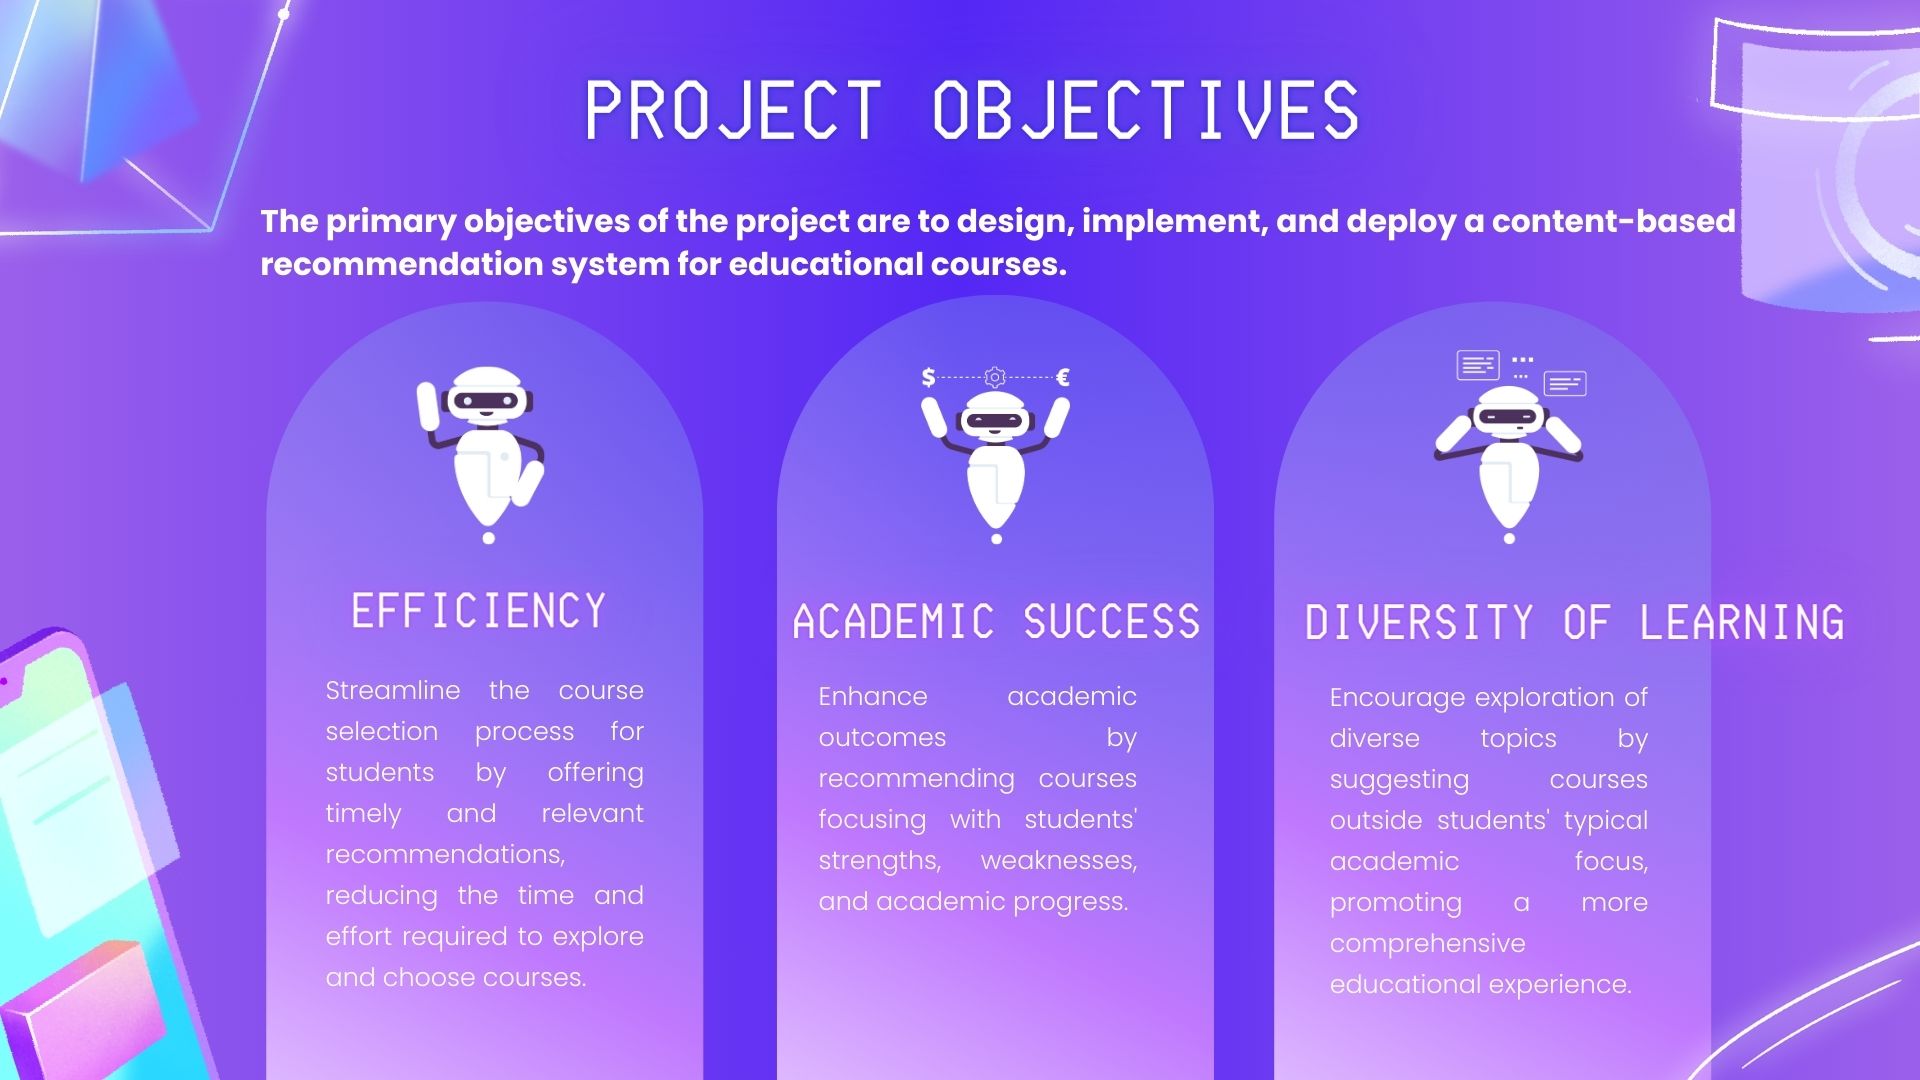 PROJECT OBJECTIVES
The primary objectives of the project are to design, implement, and deploy a content-based
recommendation system for educational courses.
$ €
EFFICIENCY
Streamline the course
selection process for
students by offering
timely and relevant
recommendations,
reducing the time and
effort required to explore
and choose courses.
ACADEMIC SUCCESS
Enhance academic
outcomes by
recommending courses
focusing with students'
strengths, weaknesses,
and academic progress.
DIVERSITY OF LEARNING
Encourage exploration of
diverse topics by
suggesting courses
outside students' typical
academic focus,
promoting a more
comprehensive
educational experience.